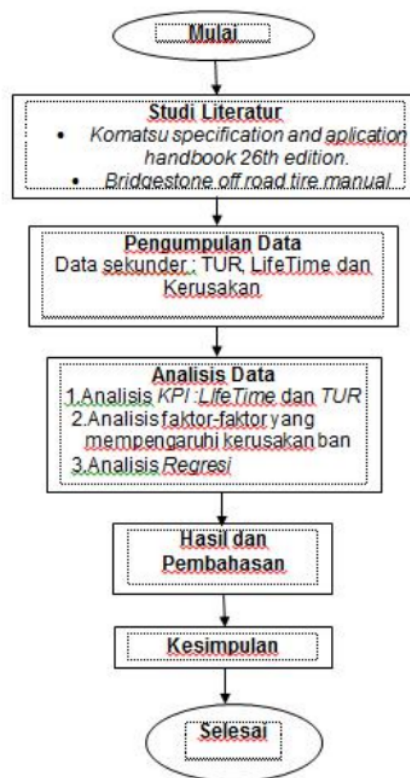 Mulai
Studi Literatur
• Komatsu specification and aplication
handbook 26th edition.
• Bridgestone off road tire manual
Pengumpulan Data
Data sekunder : TUR, LifeTime dan
Kerusakan
Analisis Data
1.Analisis KPI :LIfeTime dan TUR
2.Analisis faktor-faktor yang
mempengaruhi kerusakan ban
3.Analisis Regresi
Hasil dan
Pembahasan
Kesimpulan
Selesai